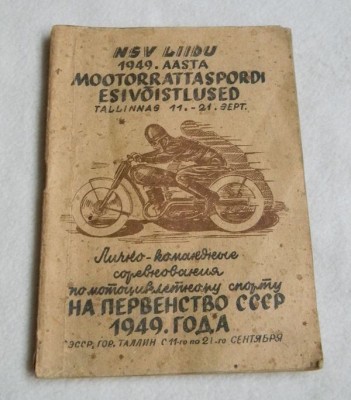 NSV LIIDU
1949. AASTA
MOOTORRATTASPORDI
ESIVÕISTLUSED
TALLINNAS 11.-21. SEPT.
Лично-командные
соревнования
по мотоциклетному спорту
НА ПЕРВЕНСТВО СССР
1949. ГОДА
ЭССР, ГОР. ТАЛЛИН С 11-го по 21-го СЕНТЯБРЯ